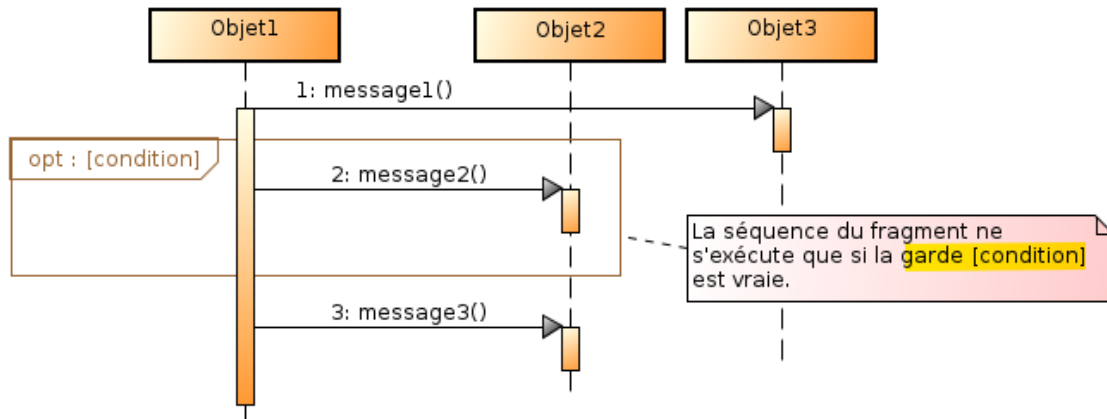 Objet1
Objet2
Objet3
1: message1()
opt : [condition]
2: message2()
La séquence du fragment ne
s'exécute que si la garde [condition]
est vraie.
3: message3()